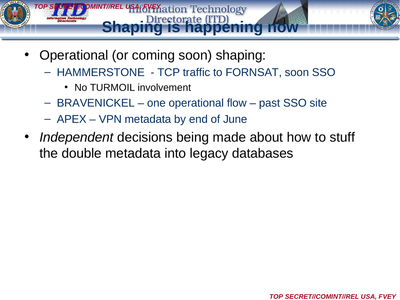 TOP SECRET//COMINT//REL USA, FVEY
ITD
Information Technology
Directorate
Information Technology
Directorate (ITD)
Shaping is happening now
• Operational (or coming soon) shaping:
– HAMMERSTONE - TCP traffic to FORNSAT, soon SSO
• No TURMOIL involvement
– BRAVENICKEL – one operational flow – past SSO site
– APEX – VPN metadata by end of June
• Independent decisions being made about how to stuff
the double metadata into legacy databases
TOP SECRET//COMINT//REL USA, FVEY